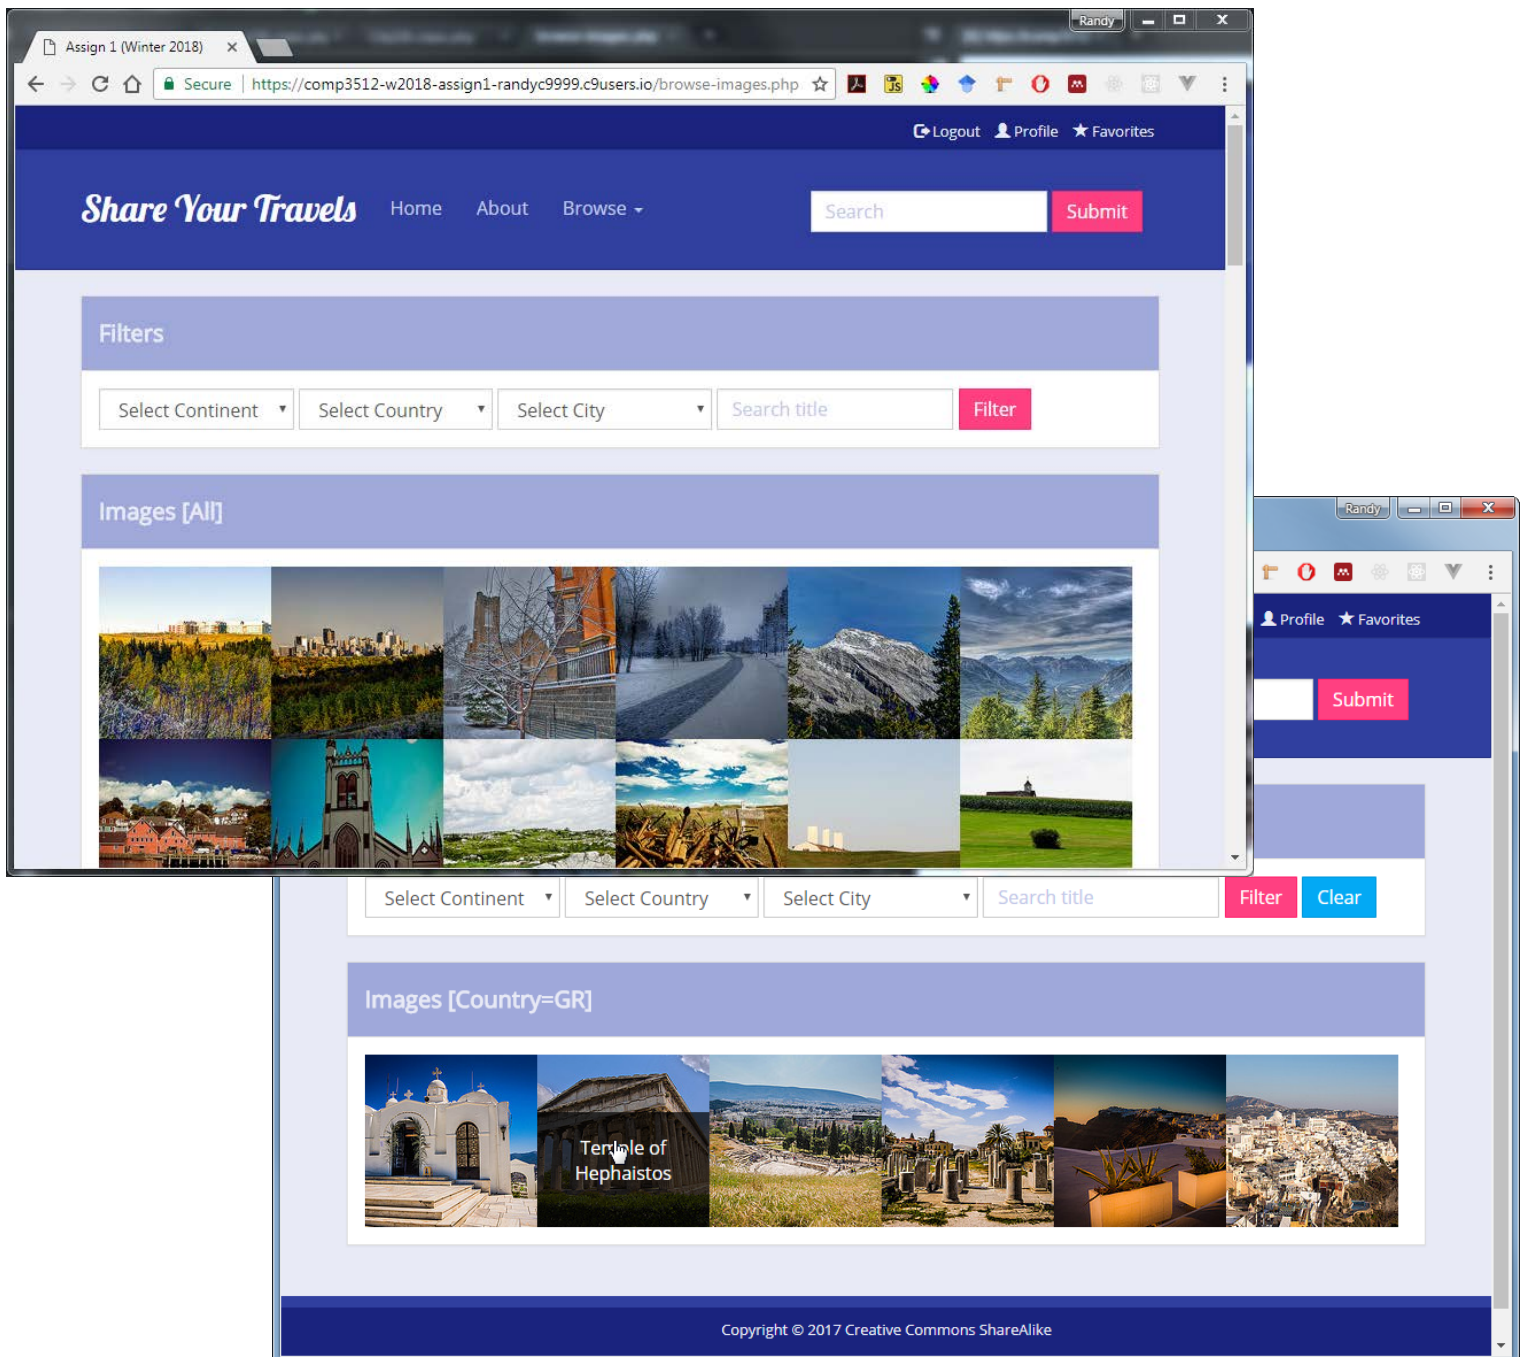 Randy
Assign 1 (Winter 2018)
Secure | https://comp3512-w2018-assign1-randyc9999.c9users.io/browse-images.php
JS
Logout Profile Favorites
Share Your Travels Home About Browse Search Submit
Filters
Select Continent Select Country Select City Search title Filter
Images [All]
Randy
Profile Favorites
Submit
Select Continent Select Country Select City Search title Filter Clear
Images [Country=GR]
Temple of
Hephaistos
Copyright © 2017 Creative Commons ShareAlike